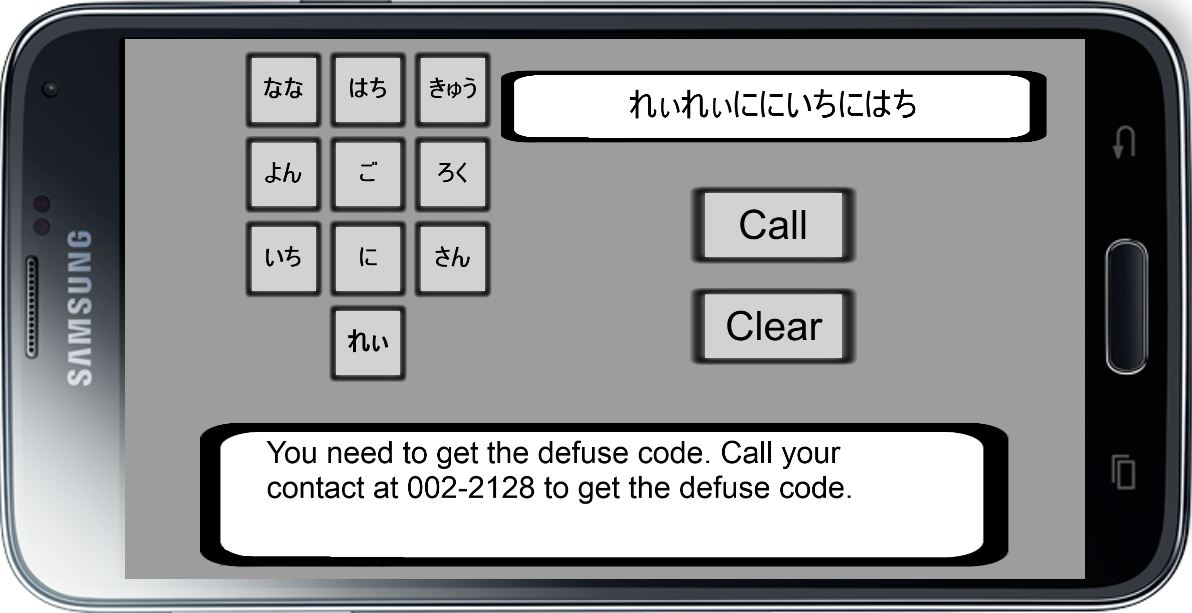 SAMSUNG
なな はち きゅう
よん ご ろく
いち に さん
れぃ
れぃれぃににいちにはち
Call
Clear
You need to get the defuse code. Call your
contact at 002-2128 to get the defuse code.